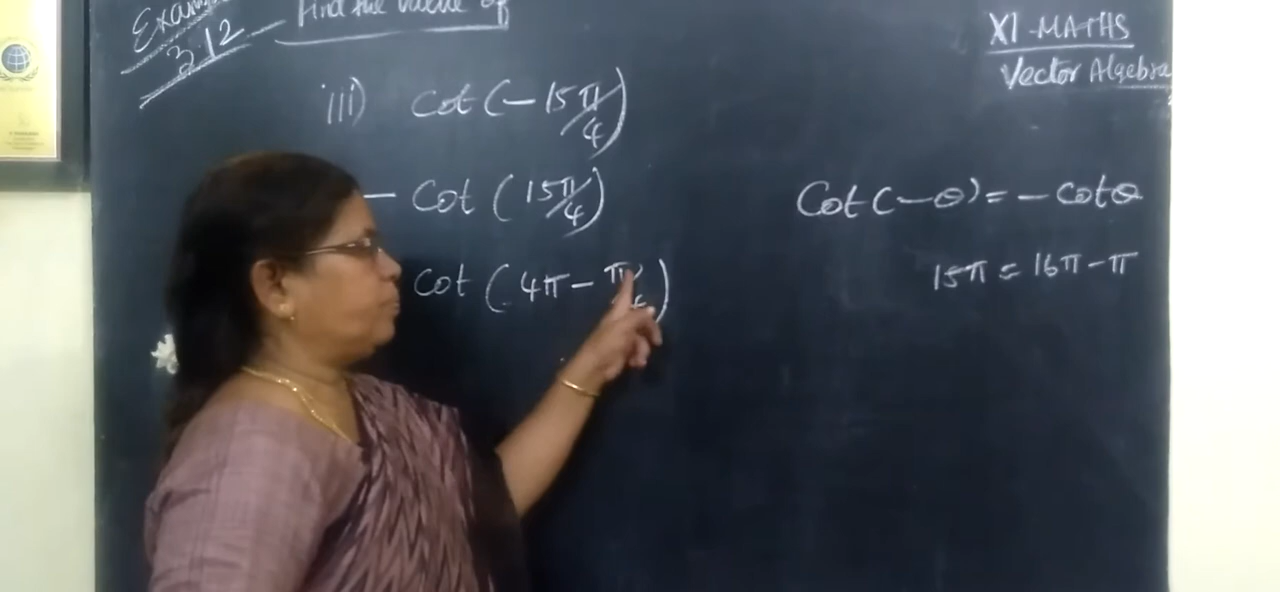 Example
3.12
Find the value of
XI-MATHS
Vector Algebra
iii) Cot(-15π/4)
- Cot (15π/4)
Cot(-θ) = -Cotθ
Cot (4π - π/4)
15π = 16π - π